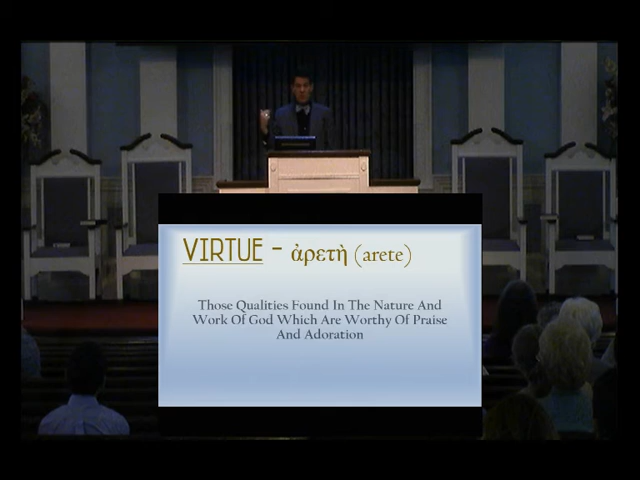 VIRTUE - ἀρετὴ (arete)
Those Qualities Found In The Nature And
Work Of God Which Are Worthy Of Praise
And Adoration